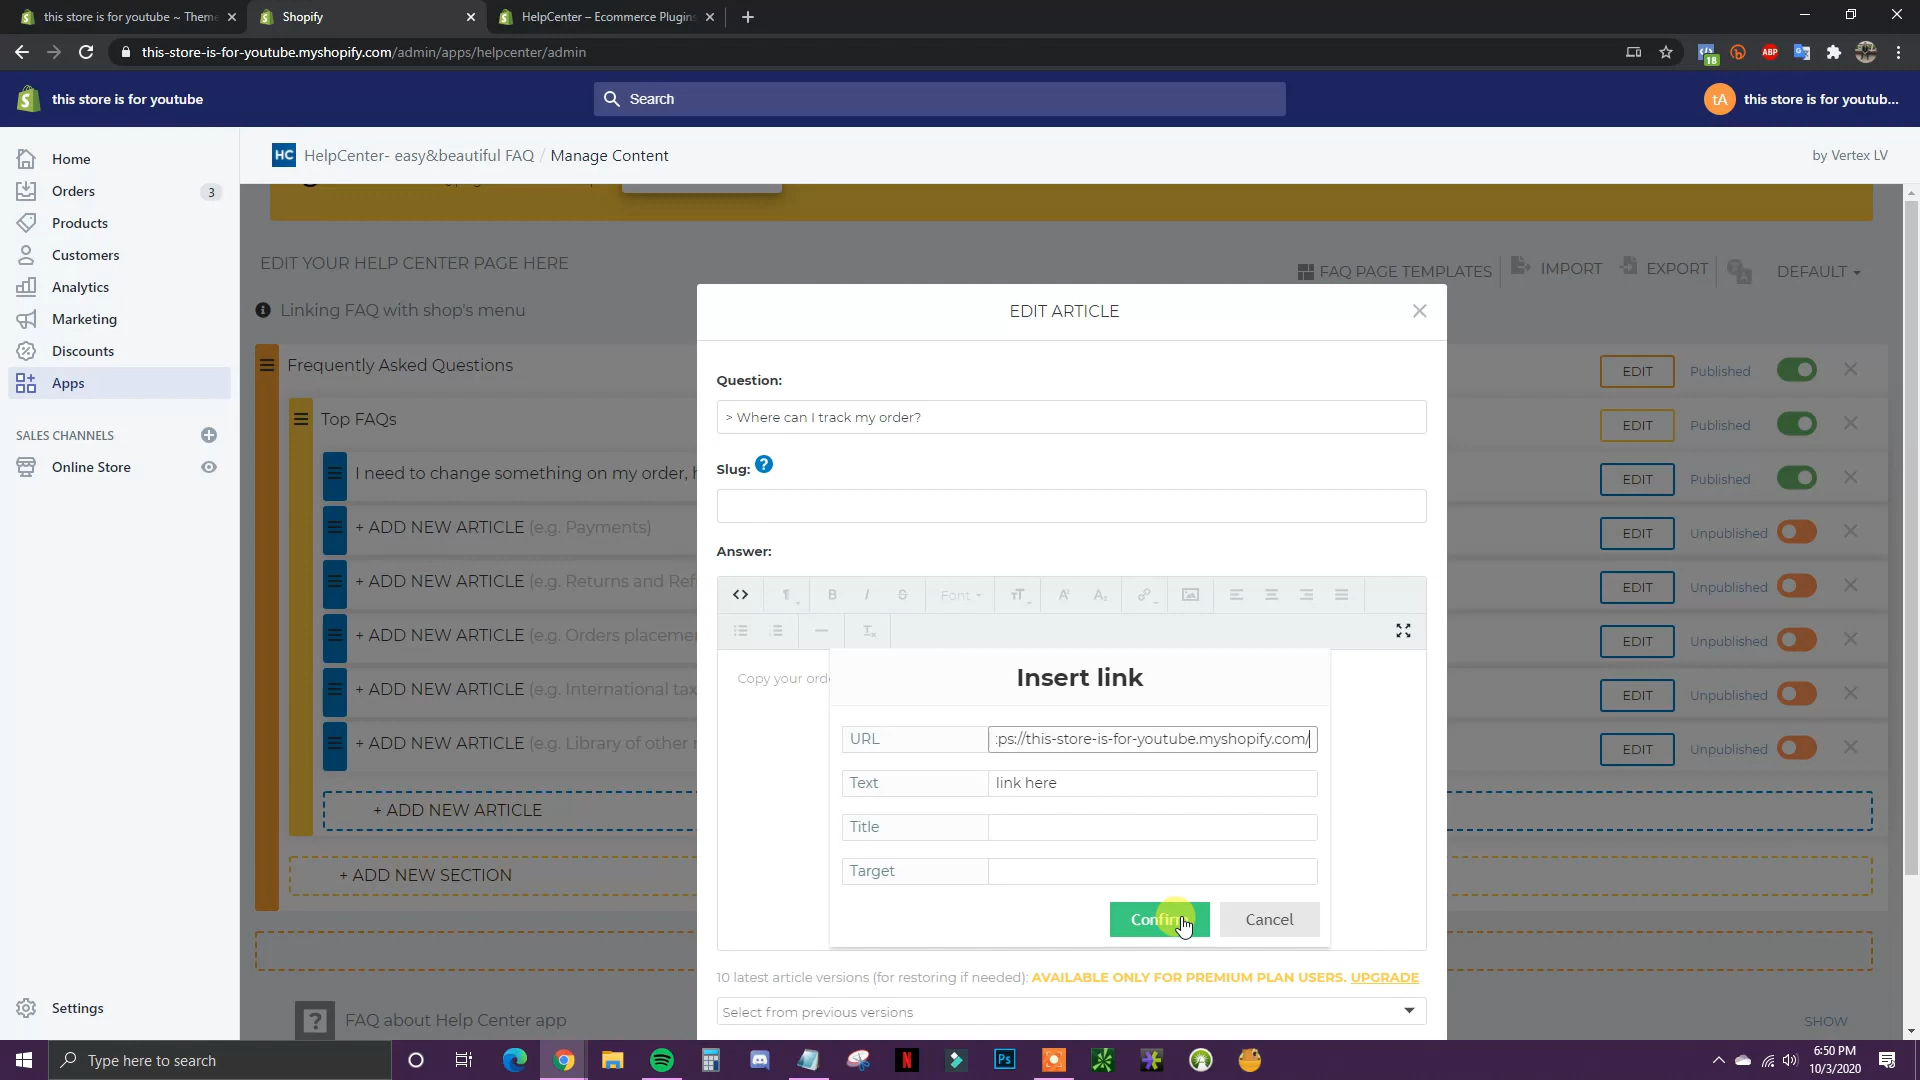 this store is for youtube ~ Theme
Shopify
HelpCenter – Ecommerce Plugins
this-store-is-for-youtube.myshopify.com/admin/apps/helpcenter/admin
18
ABP
this store is for youtube
Search
tA
this store is for youtub...
Home
Orders
3
Products
Customers
Analytics
Marketing
Discounts
Apps
SALES CHANNELS
Online Store
Settings
HC
HelpCenter- easy&beautiful FAQ / Manage Content
by Vertex LV
EDIT YOUR HELP CENTER PAGE HERE
FAQ PAGE TEMPLATES
IMPORT
EXPORT
DEFAULT
Linking FAQ with shop's menu
Frequently Asked Questions
EDIT
Published
Top FAQs
EDIT
Published
I need to change something on my order, h
EDIT
Published
+ ADD NEW ARTICLE (e.g. Payments)
EDIT
Unpublished
+ ADD NEW ARTICLE (e.g. Returns and Ref
EDIT
Unpublished
+ ADD NEW ARTICLE (e.g. Orders placemen
EDIT
Unpublished
+ ADD NEW ARTICLE (e.g. International tax
EDIT
Unpublished
+ ADD NEW ARTICLE (e.g. Library of other r
EDIT
Unpublished
+ ADD NEW ARTICLE
+ ADD NEW SECTION
FAQ about Help Center app
SHOW
EDIT ARTICLE
Question:
> Where can I track my order?
Slug:
Answer:
Font
Copy your orde
Insert link
URL
:ps://this-store-is-for-youtube.myshopify.com/
Text
link here
Title
Target
Confirm
Cancel
10 latest article versions (for restoring if needed): AVAILABLE ONLY FOR PREMIUM PLAN USERS. UPGRADE
Select from previous versions
Type here to search
6:50 PM
10/3/2020